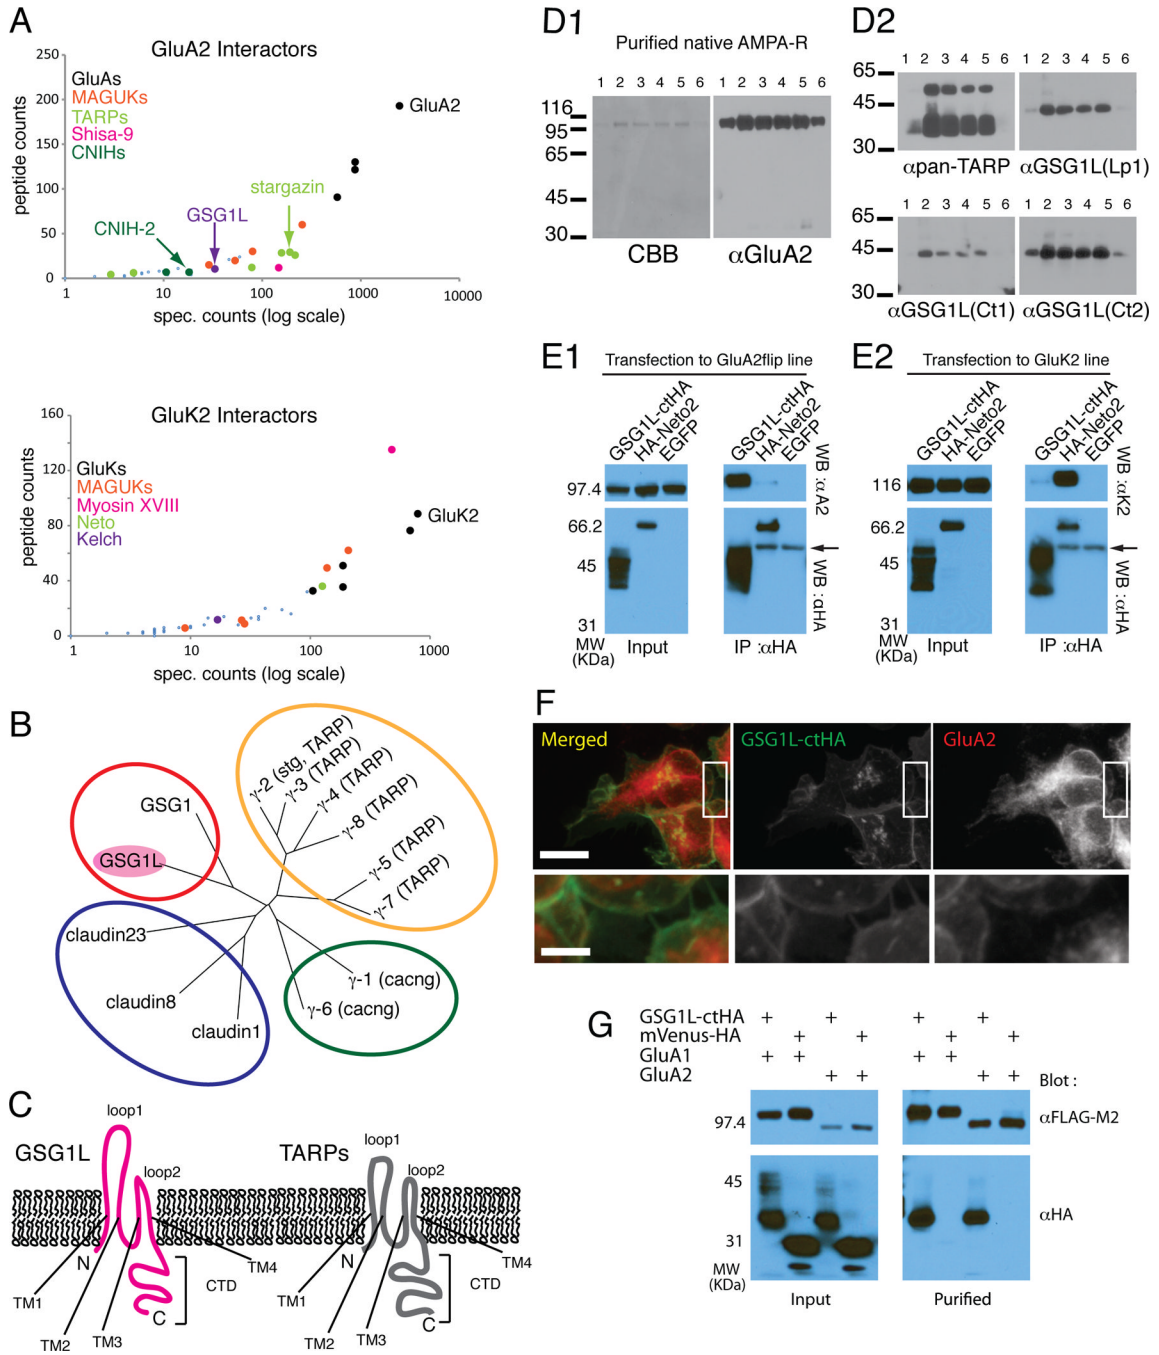 A
GluA2 Interactors
250
200
150
100
50
0
peptide counts
GluAs
MAGUKs
TARPs
Shisa-9
CNIHs
GluA2
stargazin
GSG1L
CNIH-2
1
10
100
1000
10000
spec. counts (log scale)
GluK2 Interactors
160
120
80
40
0
peptide counts
GluKs
MAGUKs
Myosin XVIII
Neto
Kelch
GluK2
1
10
100
1000
spec. counts (log scale)
B
γ-2 (stg, TARP)
γ-3 (TARP)
γ-4 (TARP)
γ-8 (TARP)
γ-5 (TARP)
γ-7 (TARP)
GSG1
GSG1L
claudin23
claudin8
claudin1
γ-1 (cacng)
γ-6 (cacng)
C
GSG1L
loop1
loop2
N
TM1
TM2
TM3
TM4
CTD
C
TARPs
loop1
loop2
N
TM1
TM2
TM3
TM4
CTD
C
D1
Purified native AMPA-R
1 2 3 4 5 6 1 2 3 4 5 6
116
95
65
45
30
CBB
αGluA2
D2
1 2 3 4 5 6 1 2 3 4 5 6
65
45
30
αpan-TARP αGSG1L(Lp1)
1 2 3 4 5 6 1 2 3 4 5 6
65
45
30
αGSG1L(Ct1) αGSG1L(Ct2)
E1
Transfection to GluA2flip line
GSG1L-ctHA
HA-Neto2
EGFP
GSG1L-ctHA
HA-Neto2
EGFP
97.4
WB :αA2
66.2
45
31
WB :αHA
MW
(KDa)
Input
IP :αHA
E2
Transfection to GluK2 line
GSG1L-ctHA
HA-Neto2
EGFP
GSG1L-ctHA
HA-Neto2
EGFP
116
WB :αK2
66.2
45
31
WB :αHA
MW
(KDa)
Input
IP :αHA
F
Merged
GSG1L-ctHA
GluA2
G
GSG1L-ctHA + + + +
mVenus-HA + + + +
GluA1 + + + +
GluA2 + + + +
Blot :
97.4
αFLAG-M2
45
31
αHA
MW
(KDa)
Input
Purified